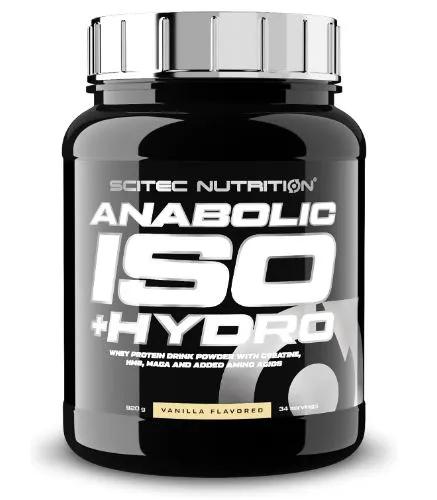 SCITEC NUTRITION®
ANABOLIC
ISO
+HYDRO
WHEY PROTEIN DRINK POWDER WITH CREATINE,
HMB, MACA AND ADDED AMINO ACIDS
920 g VANILLA FLAVORED 34 servings